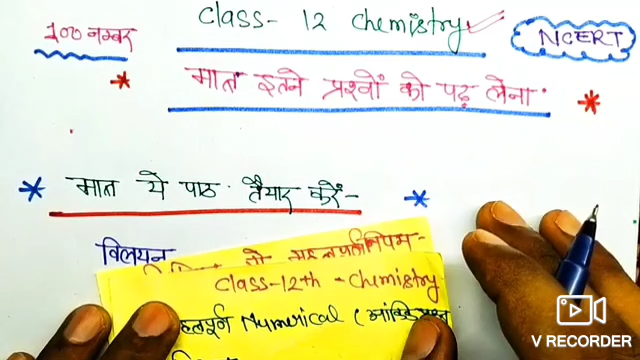 Class- 12 Chemistry
100 नम्बर
NCERT
मात्र इतने प्रश्नों को पढ़ लेना
मात्र ये पाठ तैयार करें-
विलयन
Class-12th - Chemistry
Numerical (
V RECORDER